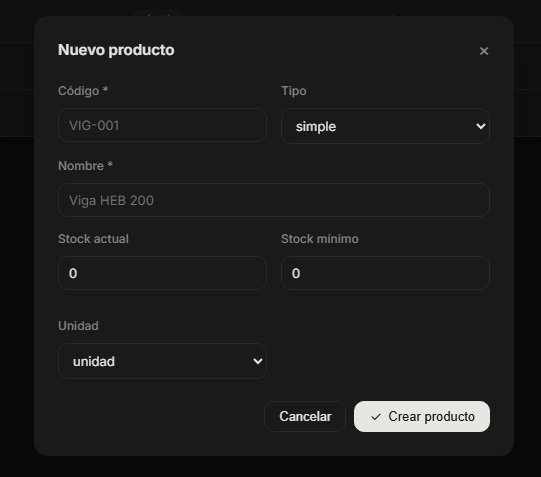 Nuevo producto ×
Código * Tipo
VIG-001 simple
Nombre *
Viga HEB 200
Stock actual Stock mínimo
0 0
Unidad
unidad
Cancelar ✓ Crear producto